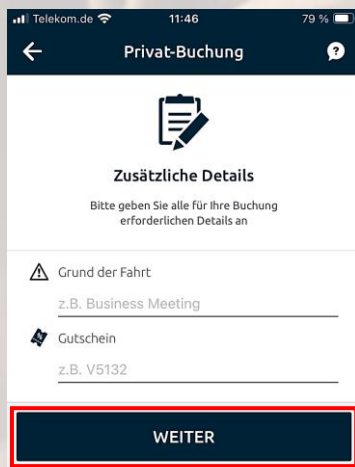 Telekom.de 11:46 79 %
Privat-Buchung ?
Zusätzliche Details
Bitte geben Sie alle für Ihre Buchung
erforderlichen Details an
Grund der Fahrt
z.B. Business Meeting
Gutschein
z.B. V5132
WEITER